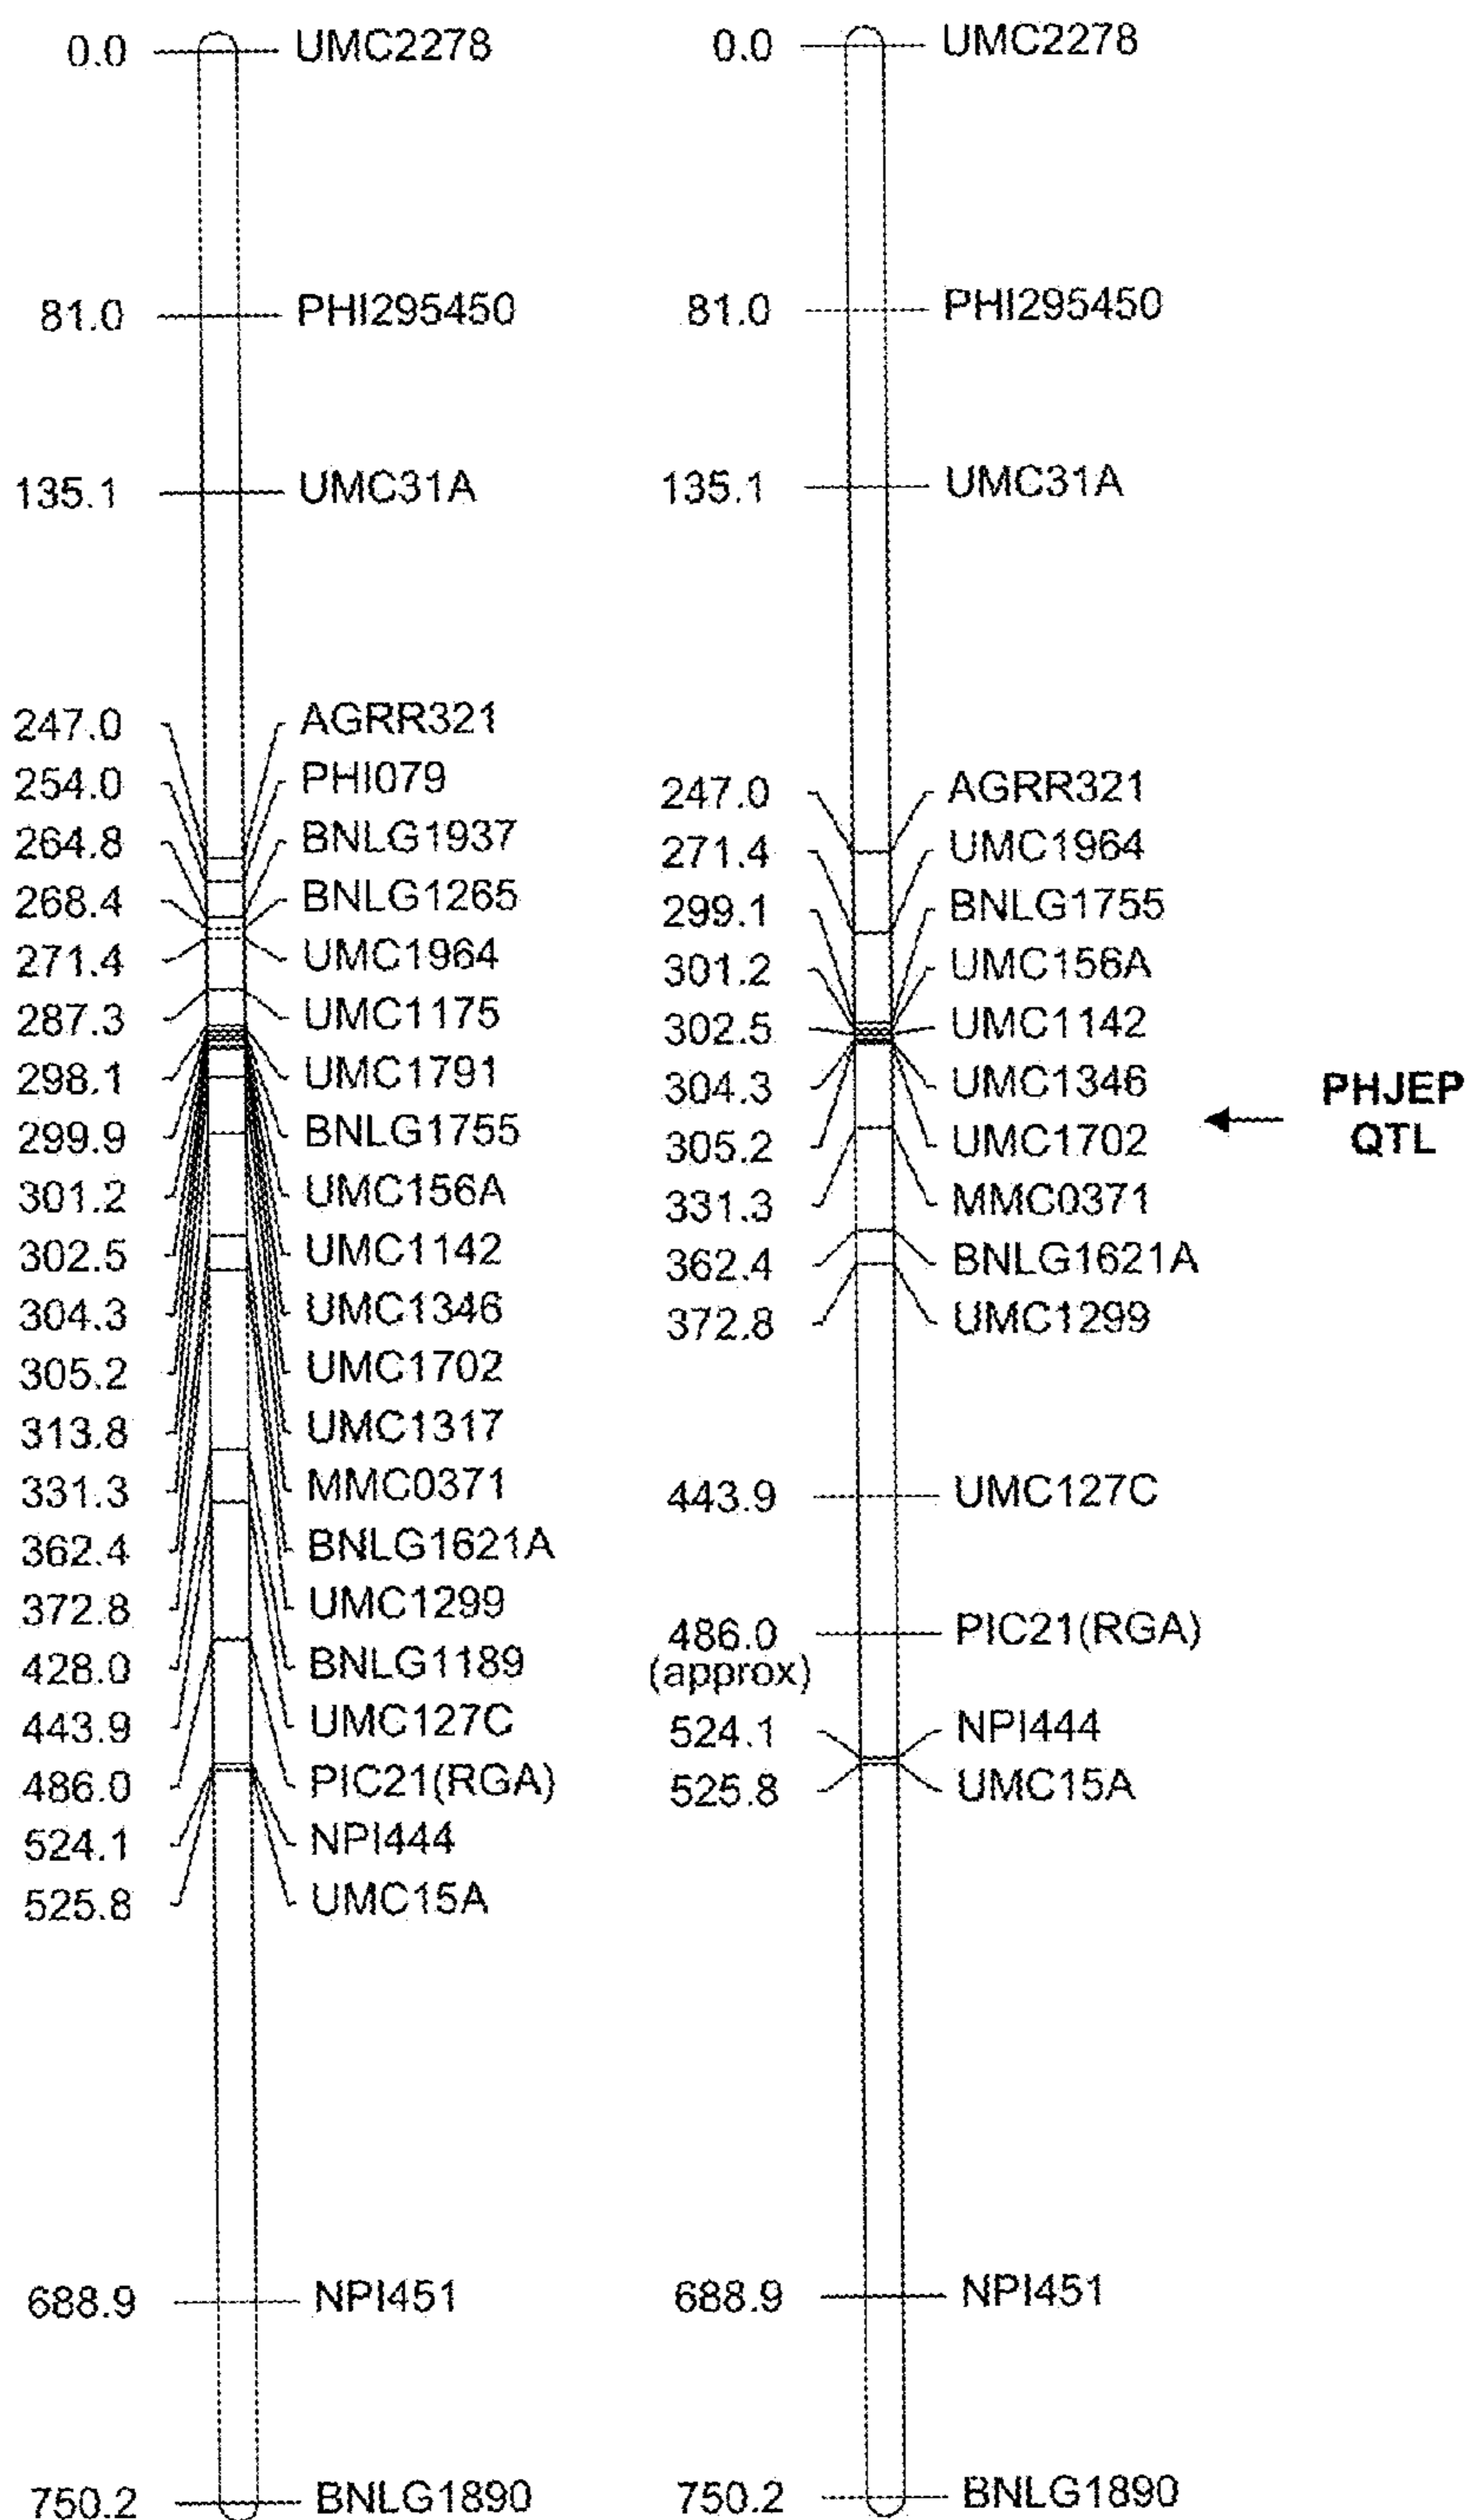 0.0 UMC2278
81.0 PHI295450
135.1 UMC31A
247.0 AGRR321
254.0 PHI079
264.8 BNLG1937
268.4 BNLG1265
271.4 UMC1964
287.3 UMC1175
298.1 UMC1791
299.9 BNLG1755
301.2 UMC156A
302.5 UMC1142
304.3 UMC1346
305.2 UMC1702
313.8 UMC1317
331.3 MMC0371
362.4 BNLG1621A
372.8 UMC1299
428.0 BNLG1189
443.9 UMC127C
486.0 PIC21(RGA)
524.1 NPI444
525.8 UMC15A
688.9 NPI451
750.2 BNLG1890
0.0 UMC2278
81.0 PHI295450
135.1 UMC31A
247.0 AGRR321
271.4 UMC1964
299.1 BNLG1755
301.2 UMC156A
302.5 UMC1142
304.3 UMC1346
305.2 UMC1702
331.3 MMC0371
362.4 BNLG1621A
372.8 UMC1299
443.9 UMC127C
486.0 PIC21(RGA)
(approx)
524.1 NPI444
525.8 UMC15A
688.9 NPI451
750.2 BNLG1890
PHJEP
QTL